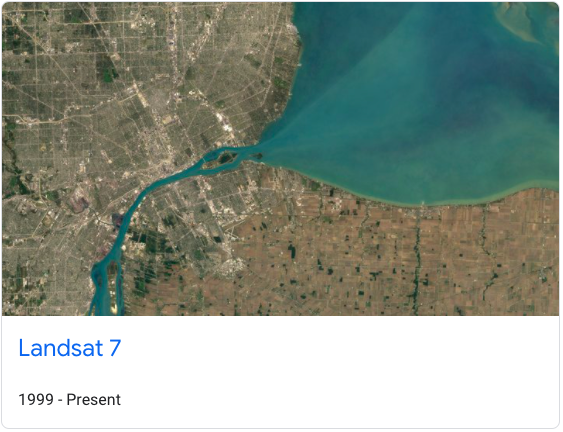 Landsat 7
1999 - Present